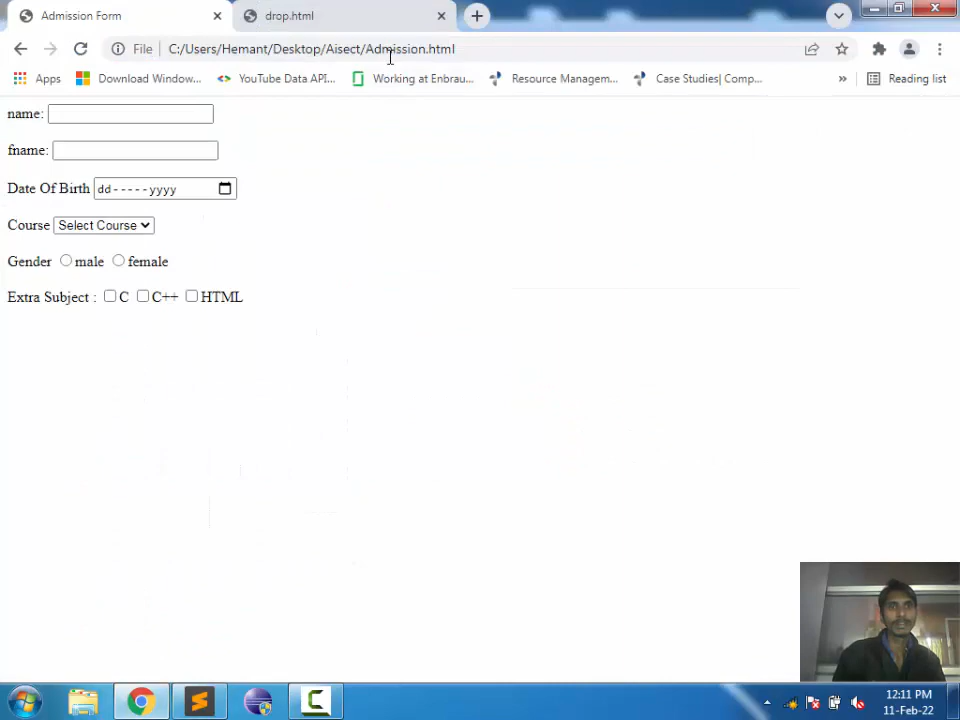 Admission Form
drop.html
File
C:/Users/Hemant/Desktop/Aisect/Admission.html
Apps
Download Window...
YouTube Data API...
Working at Enbrau...
Resource Managem...
Case Studies| Comp...
»
Reading list
name:
fname:
Date Of Birth dd-----yyyy
Course Select Course
Gender male female
Extra Subject : C C++ HTML
12:11 PM
11-Feb-22